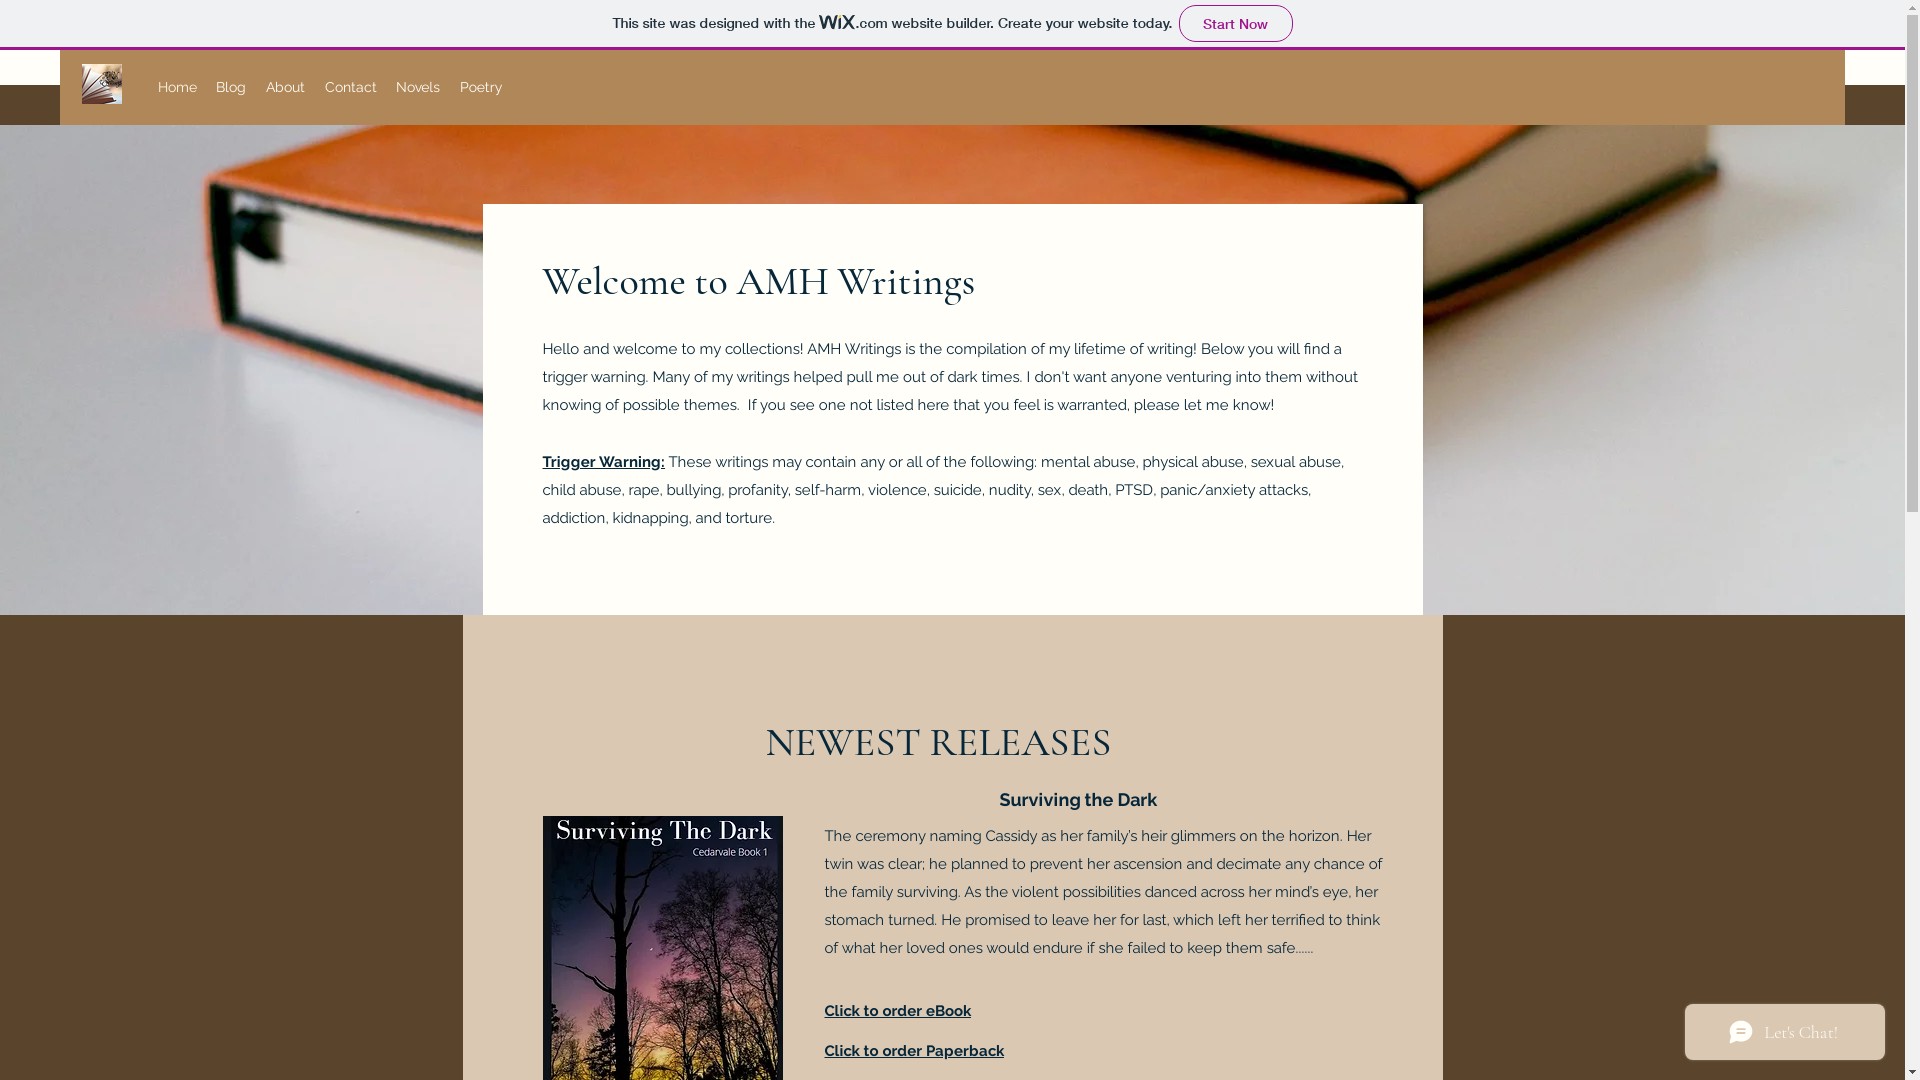 This site was designed with the WiX.com website builder. Create your website today. Start Now
Home Blog About Contact Novels Poetry
Welcome to AMH Writings
Hello and welcome to my collections! AMH Writings is the compilation of my lifetime of writing! Below you will find a
trigger warning. Many of my writings helped pull me out of dark times. I don't want anyone venturing into them without
knowing of possible themes.  If you see one not listed here that you feel is warranted, please let me know!
Trigger Warning: These writings may contain any or all of the following: mental abuse, physical abuse, sexual abuse,
child abuse, rape, bullying, profanity, self-harm, violence, suicide, nudity, sex, death, PTSD, panic/anxiety attacks,
addiction, kidnapping, and torture.
NEWEST RELEASES
Surviving the Dark
Surviving The Dark
Cedarvale Book 1
The ceremony naming Cassidy as her family's heir glimmers on the horizon. Her
twin was clear; he planned to prevent her ascension and decimate any chance of
the family surviving. As the violent possibilities danced across her mind's eye, her
stomach turned. He promised to leave her for last, which left her terrified to think
of what her loved ones would endure if she failed to keep them safe......
Click to order eBook
Click to order Paperback
Let's Chat!